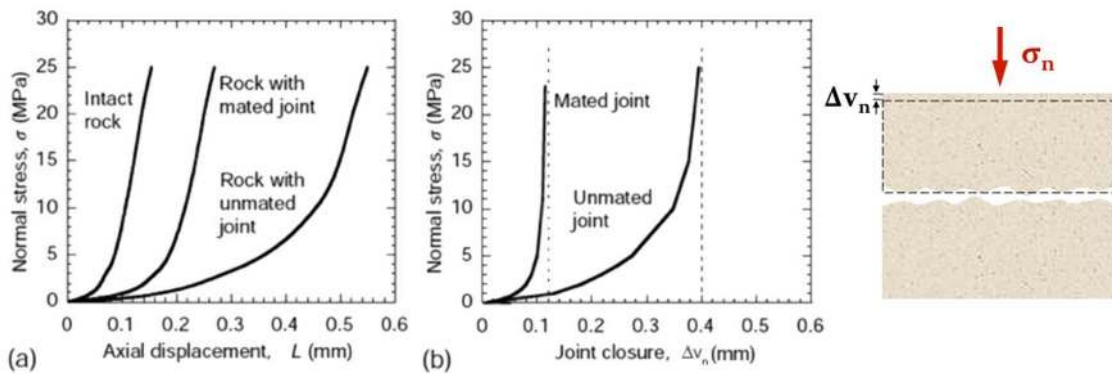 30
25
20
15
10
5
0
Normal stress, σ (MPa)
Intact
rock
Rock with
mated joint
Rock with
unmated
joint
0 0.1 0.2 0.3 0.4 0.5 0.6
Axial displacement, L (mm)
(a)
30
25
20
15
10
5
0
Normal stress, σ (MPa)
Mated joint
Unmated
joint
0 0.1 0.2 0.3 0.4 0.5 0.6
Joint closure, Δvn (mm)
(b)
σn
Δvn